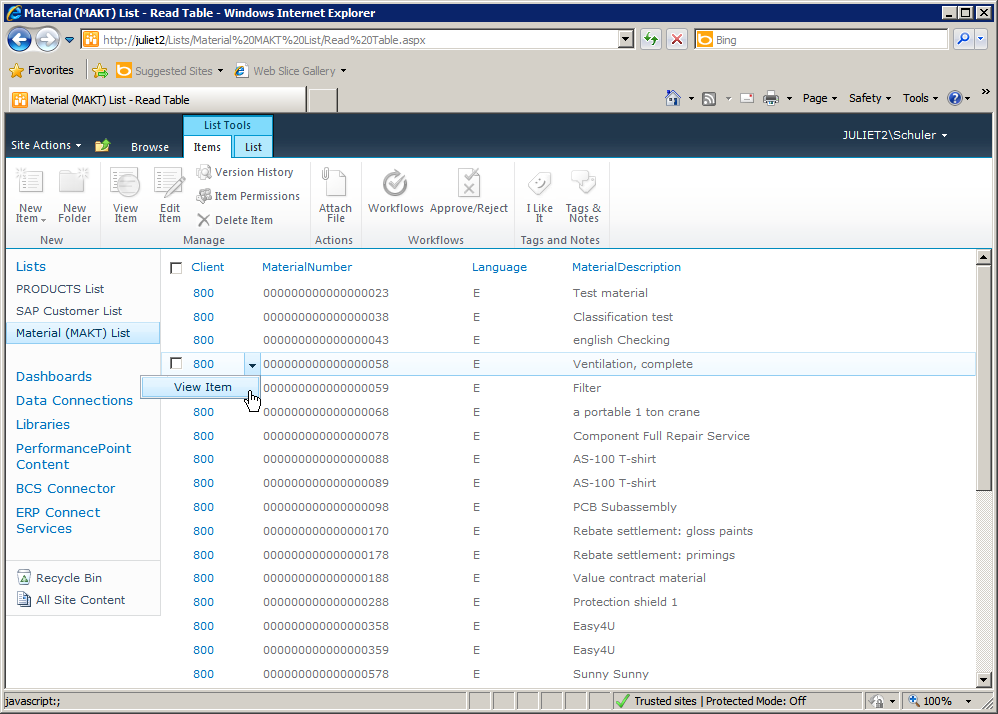 Material (MAKT) List - Read Table - Windows Internet Explorer
http://juliet2/Lists/Material%20MAKT%20List/Read%20Table.aspx
Bing
Favorites Suggested Sites Web Slice Gallery
Material (MAKT) List - Read Table Page Safety Tools
List Tools
JULIET2\Schuler
Site Actions Browse Items List
New Item New Folder View Item Edit Item Version History Item Permissions Delete Item Attach File Workflows Approve/Reject I Like It Tags & Notes
New Manage Actions Workflows Tags and Notes
Lists
PRODUCTS List
SAP Customer List
Material (MAKT) List
Dashboards
Data Connections
Libraries
PerformancePoint
Content
BCS Connector
ERP Connect
Services
Recycle Bin
All Site Content
Client MaterialNumber Language MaterialDescription
800 000000000000000023 E Test material
800 000000000000000038 E Classification test
800 000000000000000043 E english Checking
800 000000000000000058 E Ventilation, complete
View Item 000000000000000059 E Filter
800 000000000000000068 E a portable 1 ton crane
800 000000000000000078 E Component Full Repair Service
800 000000000000000088 E AS-100 T-shirt
800 000000000000000089 E AS-100 T-shirt
800 000000000000000098 E PCB Subassembly
800 000000000000000170 E Rebate settlement: gloss paints
800 000000000000000178 E Rebate settlement: primings
800 000000000000000188 E Value contract material
800 000000000000000288 E Protection shield 1
800 000000000000000358 E Easy4U
800 000000000000000359 E Easy4U
800 000000000000000578 E Sunny Sunny
javascript:; Trusted sites | Protected Mode: Off 100%